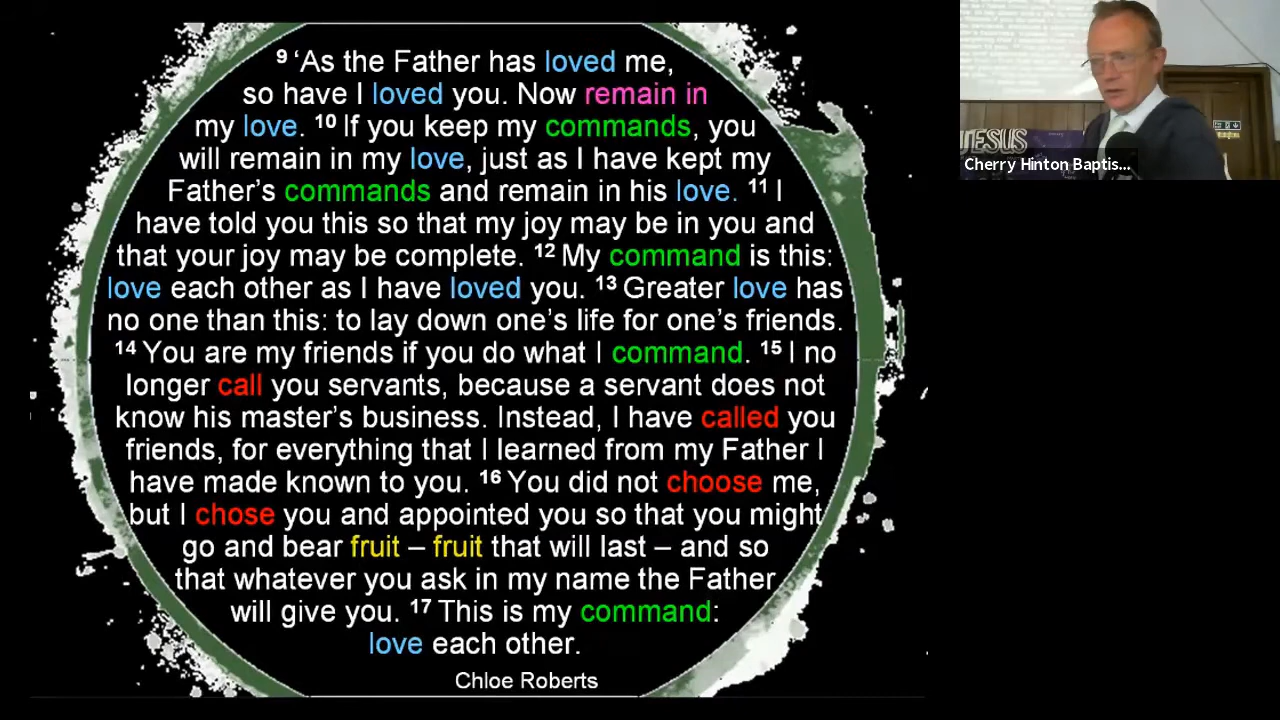 ⁹ ‘As the Father has loved me,
so have I loved you. Now remain in
my love. ¹⁰ If you keep my commands, you
will remain in my love, just as I have kept my
Father’s commands and remain in his love. ¹¹ I
have told you this so that my joy may be in you and
that your joy may be complete. ¹² My command is this:
love each other as I have loved you. ¹³ Greater love has
no one than this: to lay down one’s life for one’s friends.
¹⁴ You are my friends if you do what I command. ¹⁵ I no
longer call you servants, because a servant does not
know his master’s business. Instead, I have called you
friends, for everything that I learned from my Father I
have made known to you. ¹⁶ You did not choose me,
but I chose you and appointed you so that you might
go and bear fruit – fruit that will last – and so
that whatever you ask in my name the Father
will give you. ¹⁷ This is my command:
love each other.
Chloe Roberts
JESUS
Cherry Hinton Baptis...